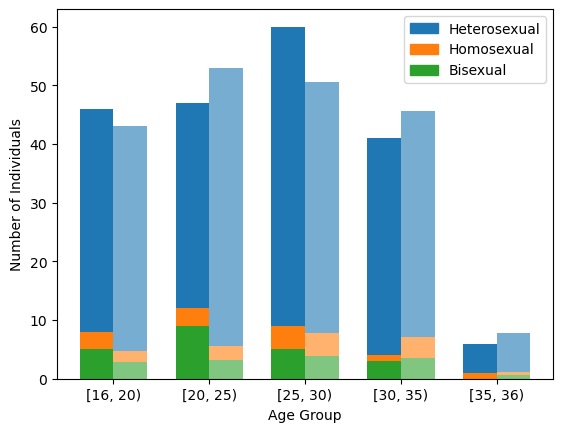 Heterosexual
Homosexual
Bisexual
60
50
40
30
20
10
0
Number of Individuals
[16, 20) [20, 25) [25, 30) [30, 35) [35, 36)
Age Group